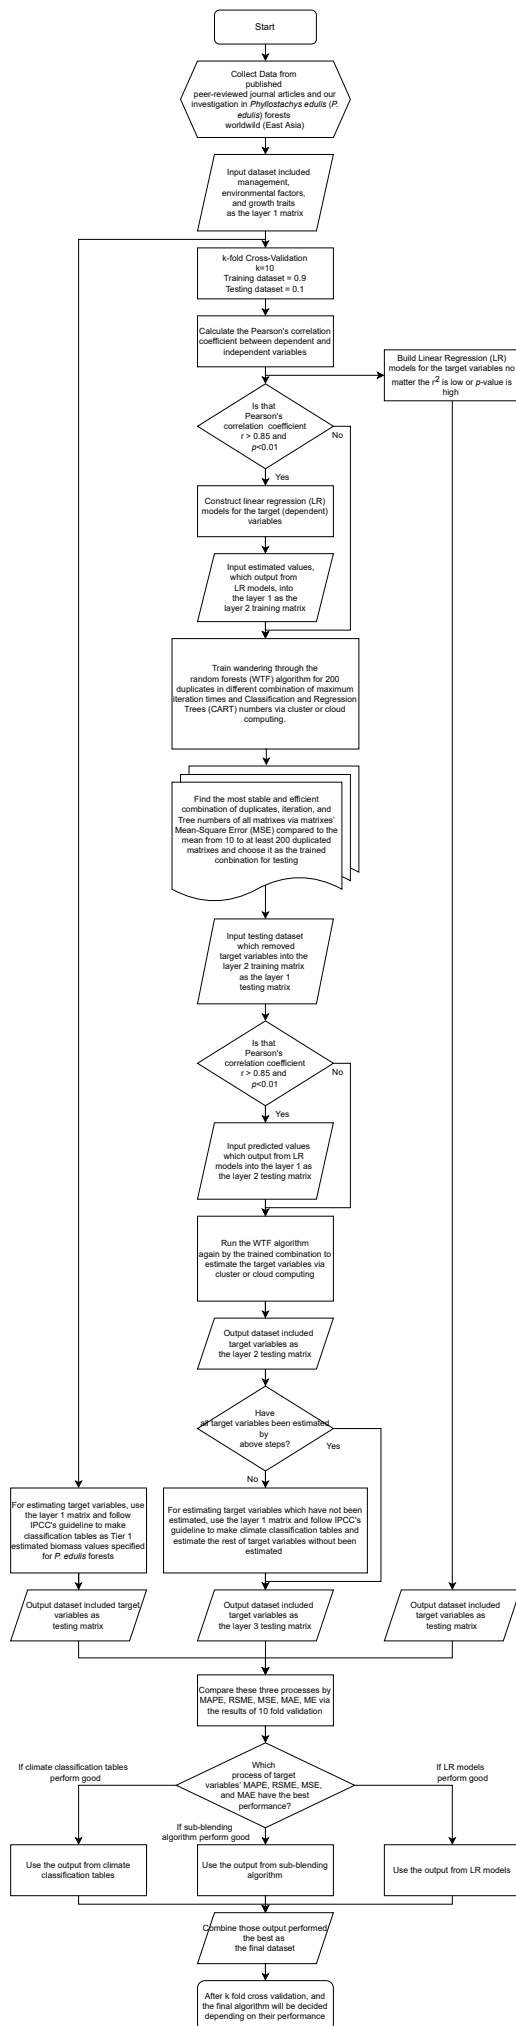 Start
Collect Data from
published
peer-reviewed journal articles and our
investigation in Phyllostachys edulis (P.
edulis) forests
worldwild (East Asia)
Input dataset included
management,
environmental factors,
and growth traits
as the layer 1 matrix
k-fold Cross-Validation
k=10
Training dataset = 0.9
Testing dataset = 0.1
Calculate the Pearson's correlation
coefficient between dependent and
independent variables
Build Linear Regression (LR)
models for the target variables no
matter the r2 is low or p-value is
high
Is that
Pearson's
correlation coefficient
r > 0.85 and
p<0.01
No
Yes
Construct linear regression (LR)
models for the target (dependent)
variables
Input estimated values,
which output from
LR models, into
the layer 1 as the
layer 2 training matrix
Train wandering through the
random forests (WTF) algorithm for 200
duplicates in different combination of maximum
iteration times and Classification and Regression
Trees (CART) numbers via cluster or cloud
computing.
Find the most stable and efficient
combination of duplicates, iteration, and
Tree numbers of all matrixes via matrixes'
Mean-Square Error (MSE) compared to the
mean from 10 to at least 200 duplicated
matrixes and choose it as the trained
combination for testing
Input testing dataset
which removed
target variables into the
layer 2 training matrix
as the layer 1
testing matrix
Is that
Pearson's
correlation coefficient
r > 0.85 and
p<0.01
No
Yes
Input predicted values
which output from LR
models into the layer 1 as
the layer 2 testing matrix
Run the WTF algorithm
again by the trained combination to
estimate the target variables via
cluster or cloud computing
Output dataset included
target variables as
the layer 2 testing matrix
Have
all target variables been estimated
by
above steps?
Yes
No
For estimating target variables, use
the layer 1 matrix and follow
IPCC's guideline to make
classification tables as Tier 1
estimated biomass values specified
for P. edulis forests
For estimating target variables which have not been
estimated, use the layer 1 matrix and follow IPCC's
guideline to make climate classification tables and
estimate the rest of target variables without been
estimated
Output dataset included target
variables as
testing matrix
Output dataset included
target variables as
the layer 3 testing matrix
Output dataset included
target variables as
testing matrix
Compare these three processes by
MAPE, RSME, MSE, MAE, ME via
the results of 10 fold validation
If climate classification tables
perform good
Which
process of target
variables' MAPE, RSME, MSE,
and MAE have the best
performance?
If LR models
perform good
If sub-blending
algorithm perform good
Use the output from climate
classification tables
Use the output from sub-blending
algorithm
Use the output from LR models
Combine those output performed
the best as
the final dataset
After k fold cross validation, and
the final algorithm will be decided
depending on their performance